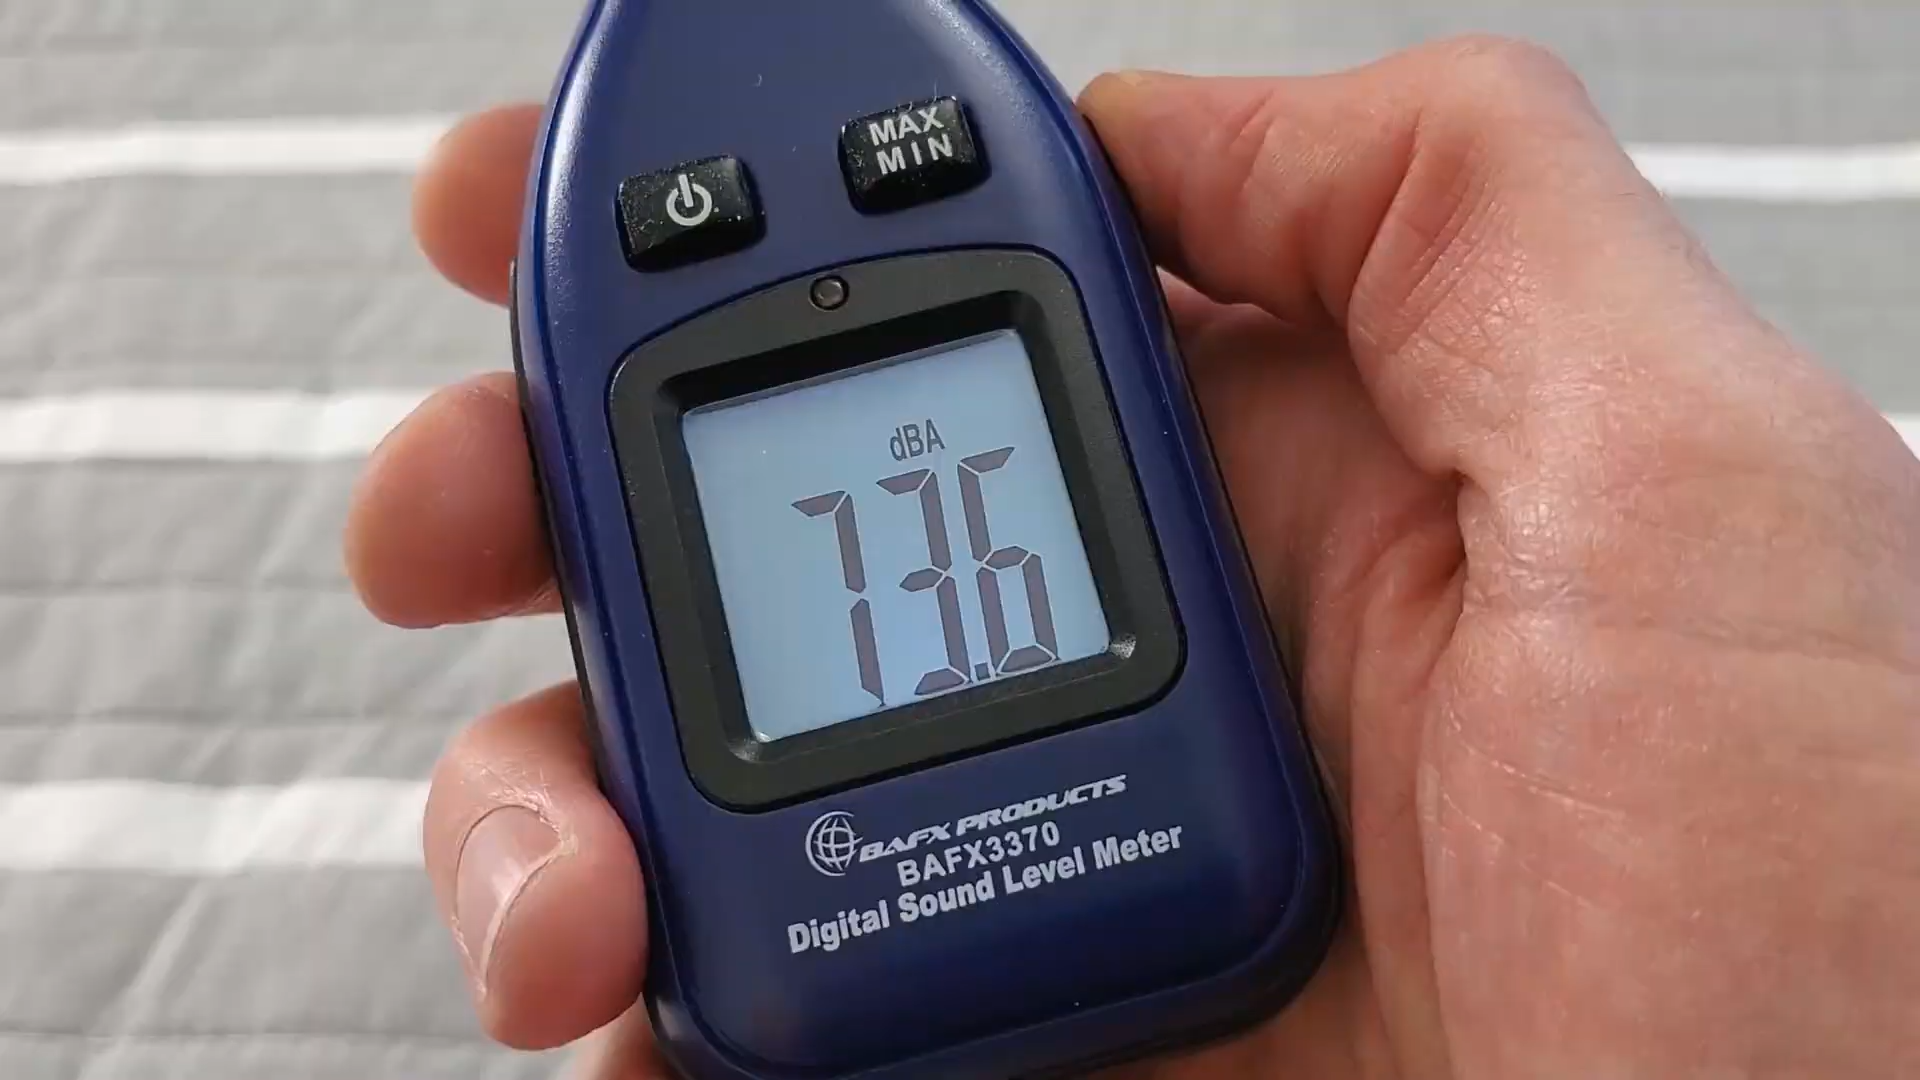 MAX
MIN
dBA
73.6
BAFX PRODUCTS
BAFX3370
Digital Sound Level Meter